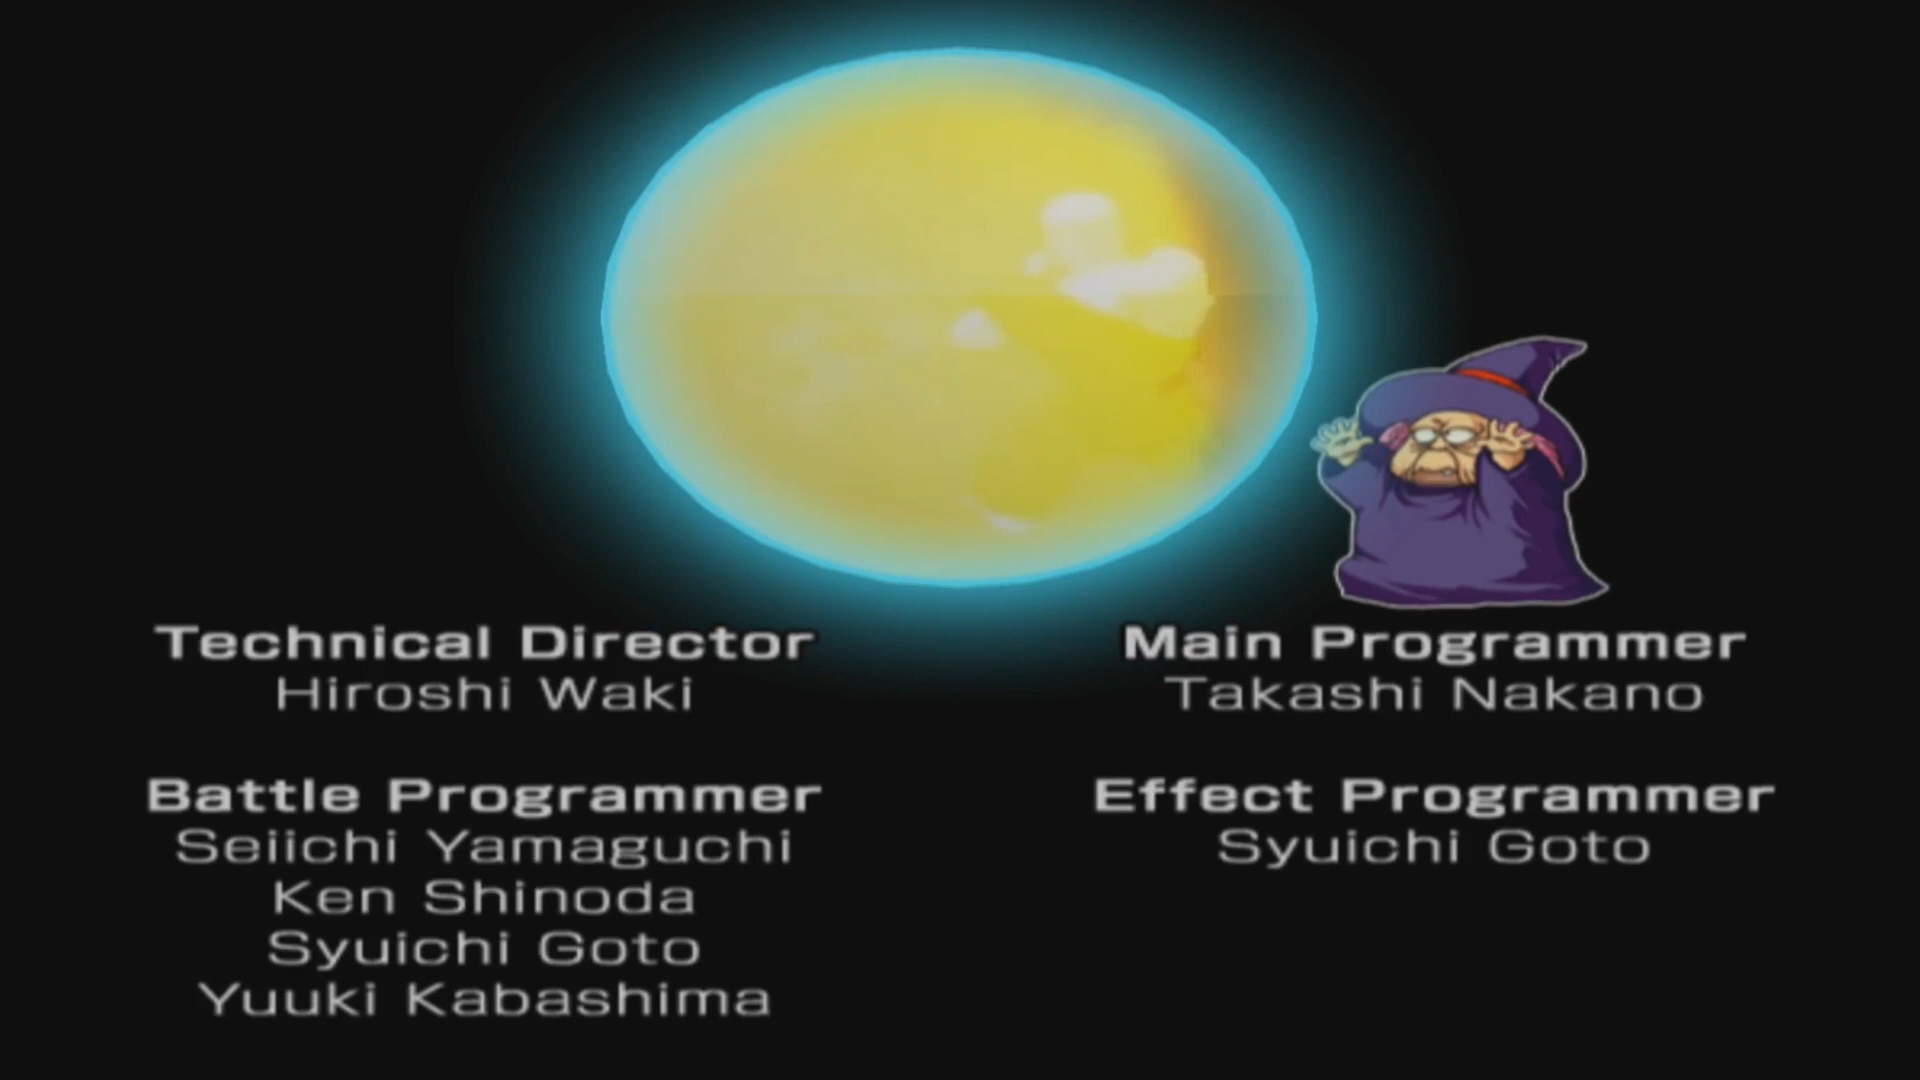 Technical Director
Hiroshi Waki
Battle Programmer
Seiichi Yamaguchi
Ken Shinoda
Syuichi Goto
Yuuki Kabashima
Main Programmer
Takashi Nakano
Effect Programmer
Syuichi Goto